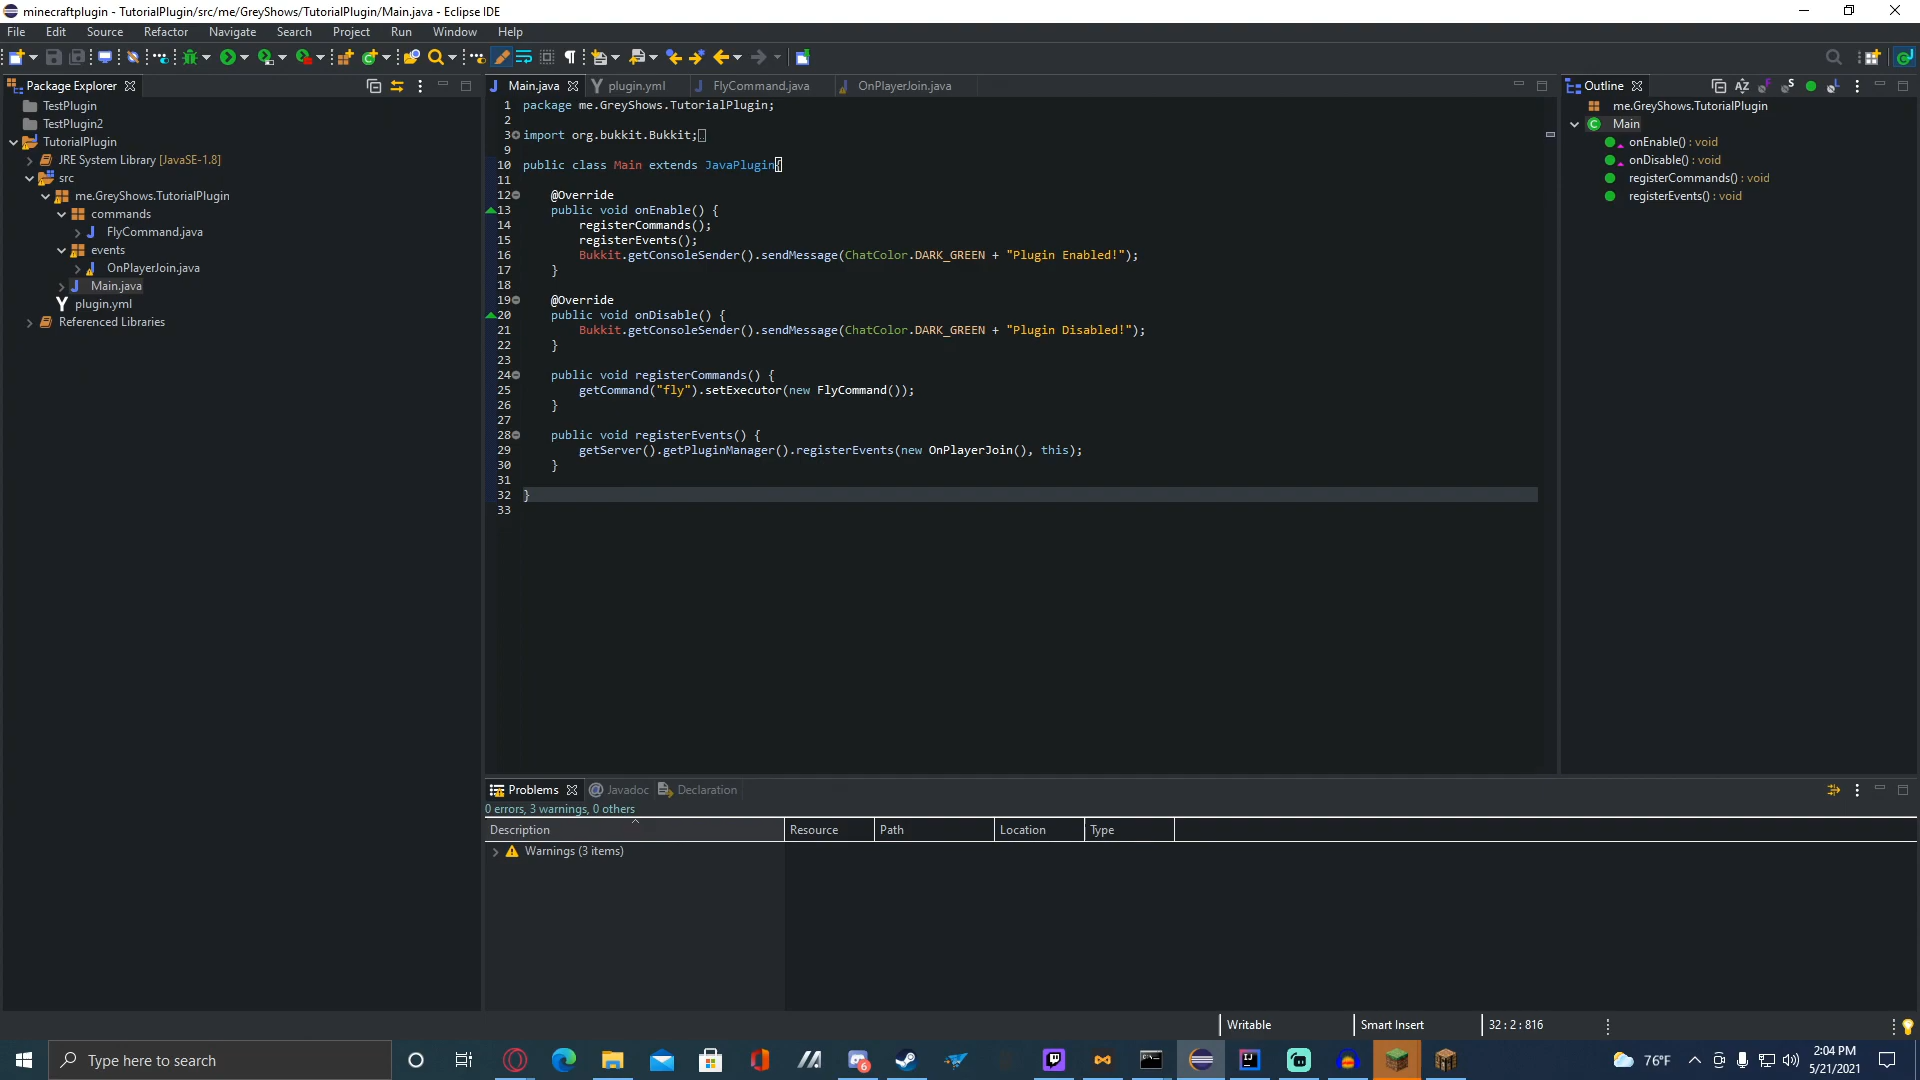 minecraftplugin - TutorialPlugin/src/me/GreyShows/TutorialPlugin/Main.java - Eclipse IDE
File Edit Source Refactor Navigate Search Project Run Window Help
Package Explorer
TestPlugin
TestPlugin2
TutorialPlugin
JRE System Library [JavaSE-1.8]
src
me.GreyShows.TutorialPlugin
commands
FlyCommand.java
events
OnPlayerJoin.java
Main.java
plugin.yml
Referenced Libraries
Main.java plugin.yml FlyCommand.java OnPlayerJoin.java
1 package me.GreyShows.TutorialPlugin;
2
3 import org.bukkit.Bukkit;
9
10 public class Main extends JavaPlugin{
11
12 @Override
13 public void onEnable() {
14 registerCommands();
15 registerEvents();
16 Bukkit.getConsoleSender().sendMessage(ChatColor.DARK_GREEN + "Plugin Enabled!");
17 }
18
19 @Override
20 public void onDisable() {
21 Bukkit.getConsoleSender().sendMessage(ChatColor.DARK_GREEN + "Plugin Disabled!");
22 }
23
24 public void registerCommands() {
25 getCommand("fly").setExecutor(new FlyCommand());
26 }
27
28 public void registerEvents() {
29 getServer().getPluginManager().registerEvents(new OnPlayerJoin(), this);
30 }
31
32 }
33
Outline
me.GreyShows.TutorialPlugin
Main
onEnable() : void
onDisable() : void
registerCommands() : void
registerEvents() : void
Problems Javadoc Declaration
0 errors, 3 warnings, 0 others
Description Resource Path Location Type
Warnings (3 items)
Writable Smart Insert 32 : 2 : 816
Type here to search
6
76°F
2:04 PM
5/21/2021